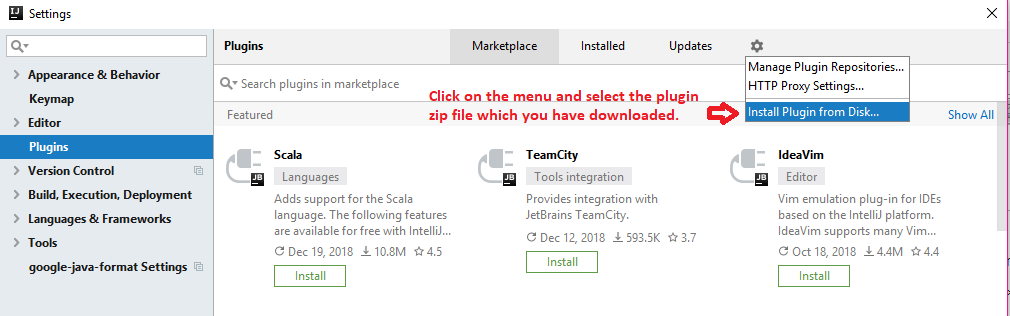 IJ Settings
Plugins
Marketplace
Installed
Updates
Manage Plugin Repositories...
HTTP Proxy Settings...
Install Plugin from Disk...
Appearance & Behavior
Keymap
Editor
Plugins
Version Control
Build, Execution, Deployment
Languages & Frameworks
Tools
google-java-format Settings
Search plugins in marketplace
Click on the menu and select the plugin
zip file which you have downloaded.
Featured
Show All
JB
Scala
Languages
Adds support for the Scala
language. The following features
are available for free with IntelliJ...
Dec 19, 2018 10.8M 4.5
Install
JB
TeamCity
Tools integration
Provides integration with
JetBrains TeamCity.
Dec 12, 2018 593.5K 3.7
Install
JB
IdeaVim
Editor
Vim emulation plug-in for IDEs
based on the IntelliJ platform.
IdeaVim supports many Vim...
Oct 18, 2018 4.4M 4.4
Install